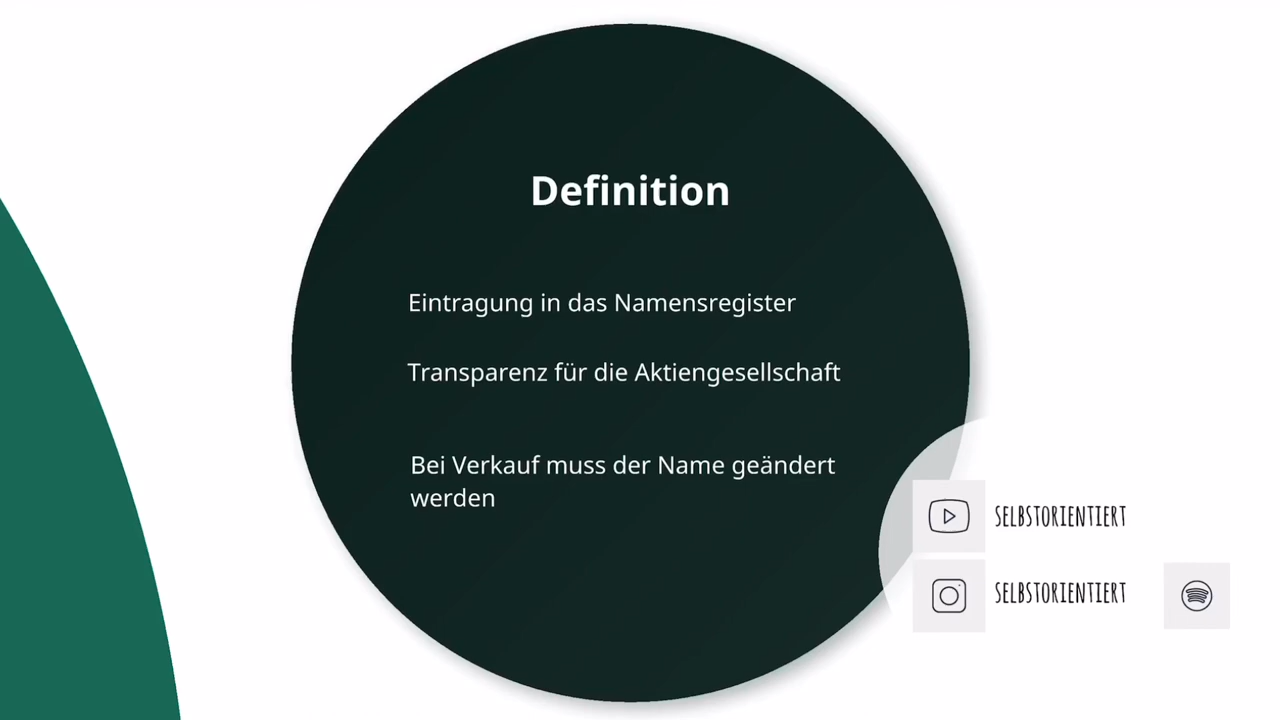 Definition
Eintragung in das Namensregister
Transparenz für die Aktiengesellschaft
Bei Verkauf muss der Name geändert
werden
SELBSTORIENTIERT
SELBSTORIENTIERT